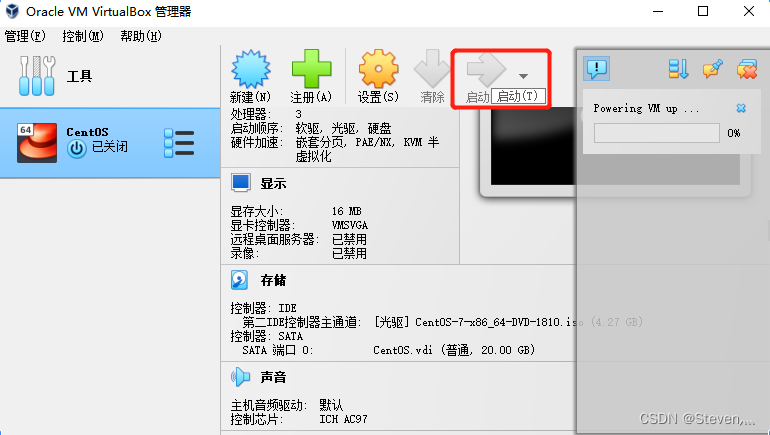 Oracle VM VirtualBox 管理器
管理(F) 控制(M) 帮助(H)
工具
新建(N) 注册(A) 设置(S) 清除 启动 启动(T)
64
CentOS
已关闭
处理器: 3
启动顺序: 软驱, 光驱, 硬盘
硬件加速: 嵌套分页, PAE/NX, KVM 半
虚拟化
Powering VM up ...
0%
显示
显存大小: 16 MB
显卡控制器: VMSVGA
远程桌面服务器: 已禁用
录像: 已禁用
存储
控制器: IDE
第二IDE控制器主通道: [光驱] CentOS-7-x86_64-DVD-1810.iso (4.27 GB)
控制器: SATA
SATA 端口 0: CentOS.vdi (普通, 20.00 GB)
声音
主机音频驱动: 默认
控制芯片: ICH AC97
CSDN @Steven,...